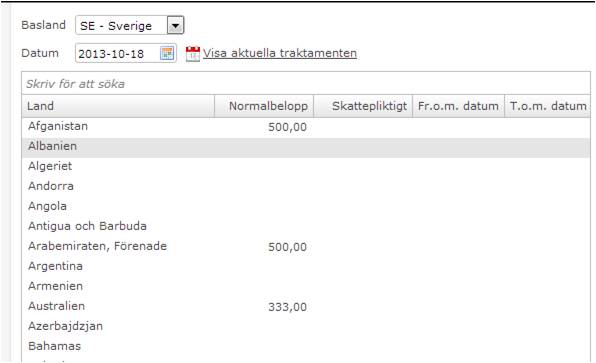 Basland SE - Sverige
Datum 2013-10-18 Visa aktuella traktamenten
Skriv för att söka
Land Normalbelopp Skattepliktigt Fr.o.m. datum T.o.m. datum
Afganistan 500,00
Albanien
Algeriet
Andorra
Angola
Antigua och Barbuda
Arabemiraten, Förenade 500,00
Argentina
Armenien
Australien 333,00
Azerbajdzjan
Bahamas